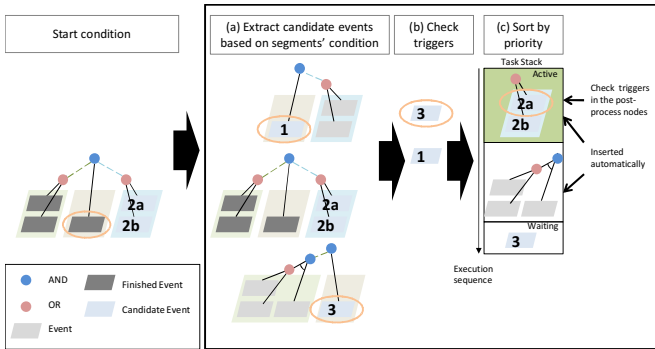 Start condition
(a) Extract candidate events
based on segments' condition
(b) Check
triggers
(c) Sort by
priority
Task Stack
Active
2a
2b
Check triggers
in the post-
process nodes
Inserted
automatically
Waiting
3
Execution
sequence
3
1
1
2a
2b
3
2a
2b
AND
OR
Event
Finished Event
Candidate Event